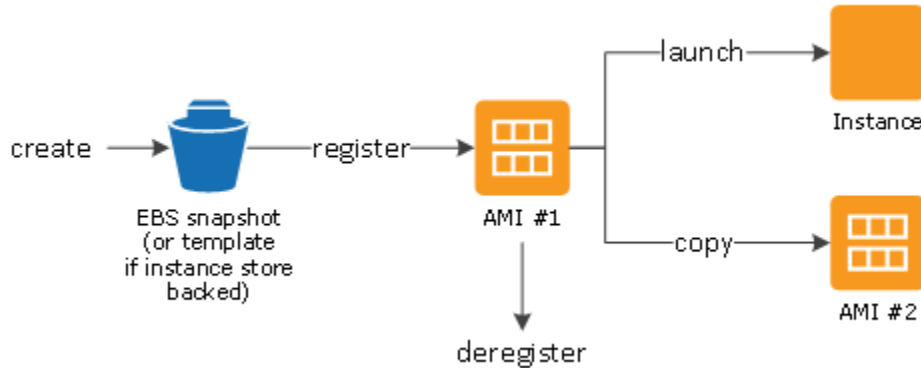 launch
Instance
create
register
EBS snapshot
(or template
if instance store
backed)
AMI #1
copy
AMI #2
deregister